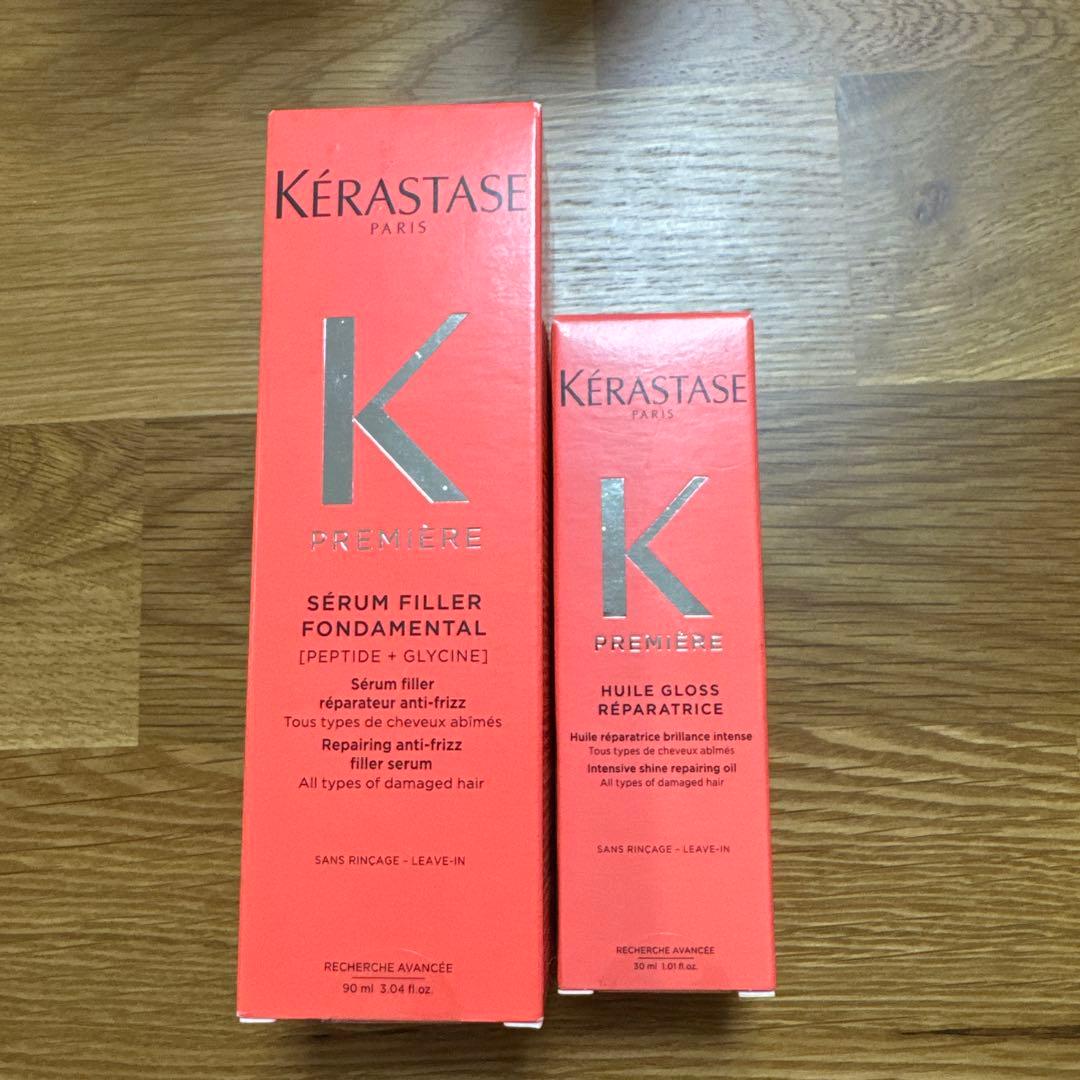 KÉRASTASE
PARIS
K
PREMIÈRE
SÉRUM FILLER
FONDAMENTAL
[PEPTIDE + GLYCINE]
Sérum filler
réparateur anti-frizz
Tous types de cheveux abîmés
Repairing anti-frizz
filler serum
All types of damaged hair
SANS RINÇAGE - LEAVE-IN
RECHERCHE AVANCÉE
90 ml 3.04 fl.oz.
KÉRASTASE
PARIS
K
PREMIÈRE
HUILE GLOSS
RÉPARATRICE
Huile réparatrice brillance intense
Tous types de cheveux abîmés
Intensive shine repairing oil
All types of damaged hair
SANS RINÇAGE - LEAVE-IN
RECHERCHE AVANCÉE
30 ml 1.01 fl.oz.